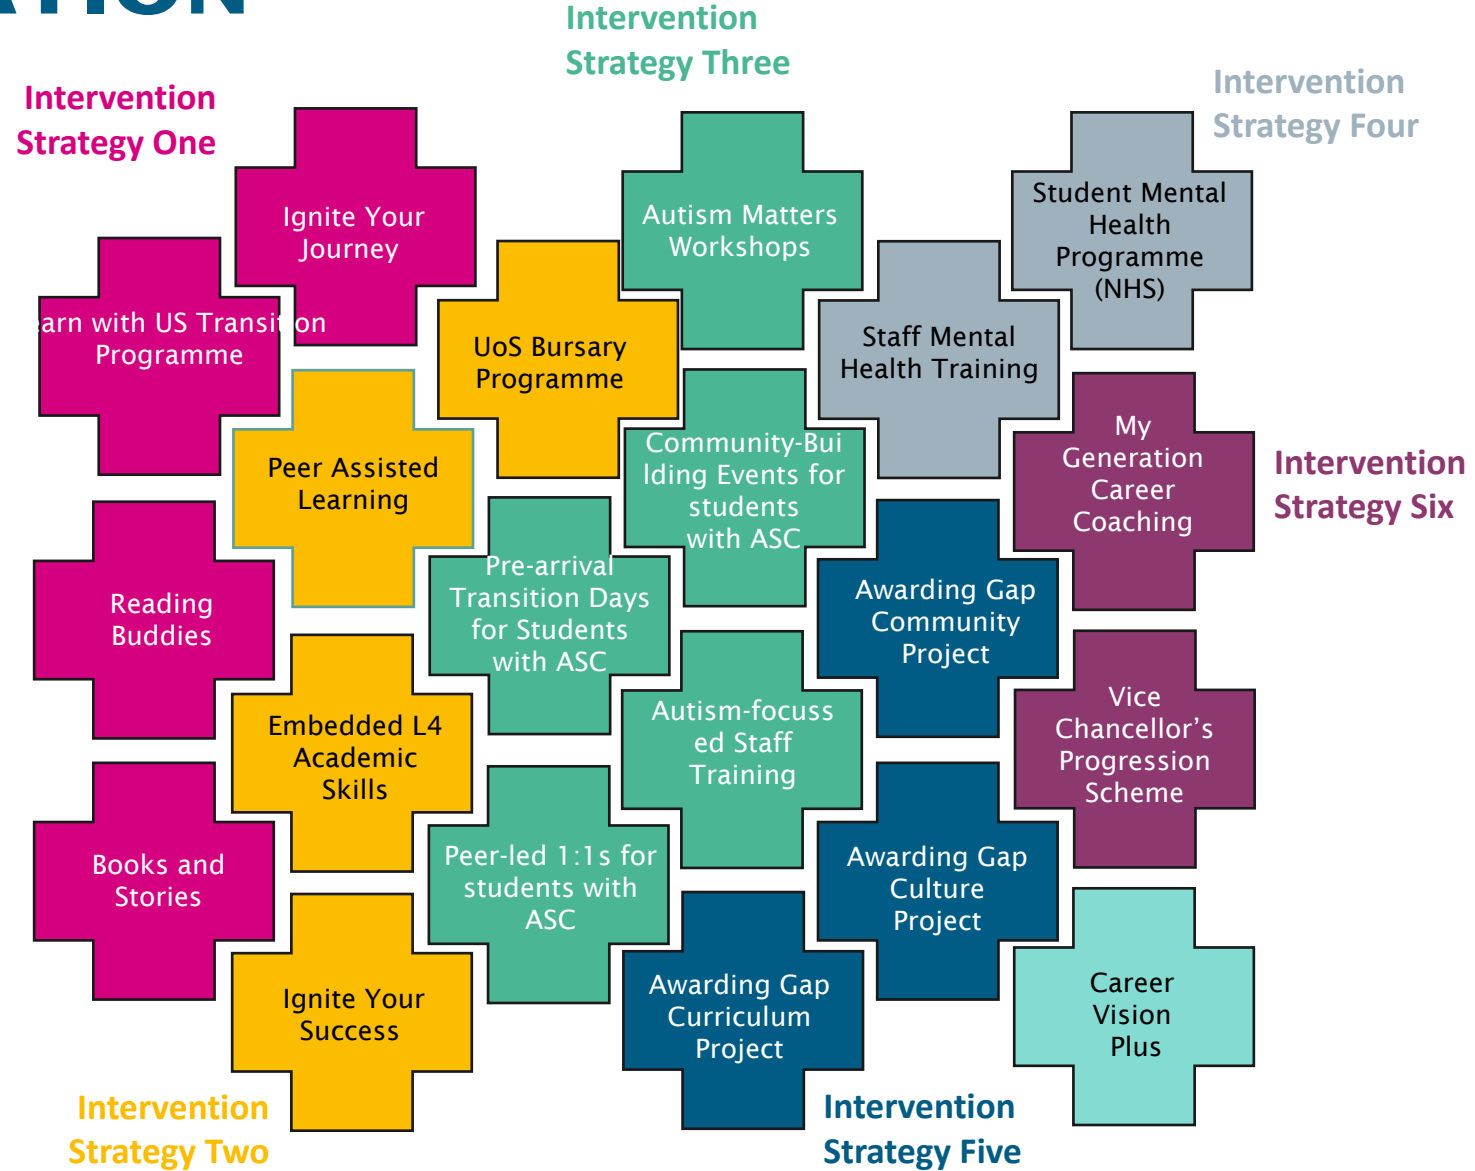 ATION
Intervention
Strategy Three
Intervention
Strategy One
Intervention
Strategy Four
Ignite Your
Journey
Autism Matters
Workshops
Student Mental
Health
Programme
(NHS)
earn with US Transition
Programme
UoS Bursary
Programme
Staff Mental
Health Training
Peer Assisted
Learning
Community-Bui
lding Events for
students
with ASC
My
Generation
Career
Coaching
Intervention
Strategy Six
Reading
Buddies
Pre-arrival
Transition Days
for Students
with ASC
Awarding Gap
Community
Project
Embedded L4
Academic
Skills
Autism-focuss
ed Staff
Training
Vice
Chancellor’s
Progression
Scheme
Books and
Stories
Peer-led 1:1s for
students with
ASC
Awarding Gap
Culture
Project
Ignite Your
Success
Awarding Gap
Curriculum
Project
Career
Vision
Plus
Intervention
Strategy Two
Intervention
Strategy Five